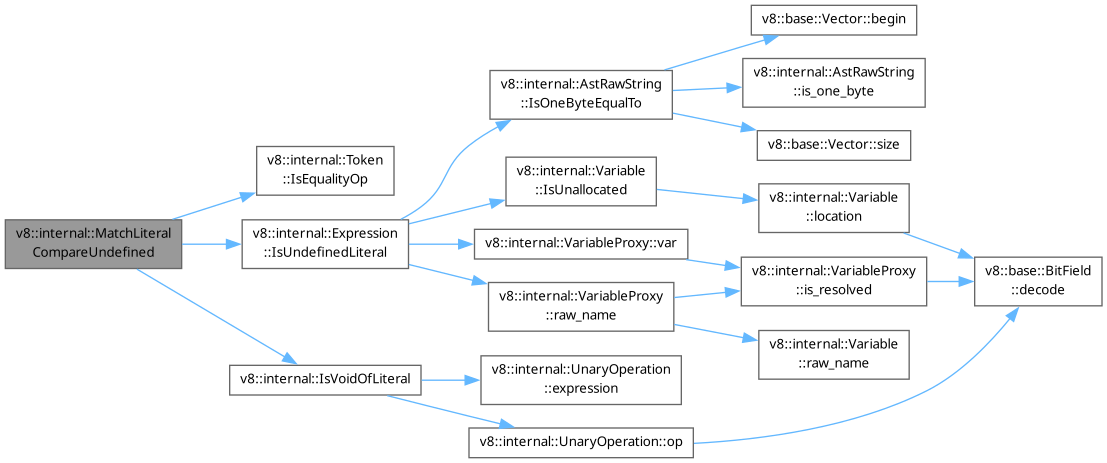 v8::base::Vector::begin
v8::internal::AstRawString
::IsOneByteEqualTo
v8::internal::AstRawString
::is_one_byte
v8::base::Vector::size
v8::internal::Token
::IsEqualityOp
v8::internal::Variable
::IsUnallocated
v8::internal::Variable
::location
v8::internal::MatchLiteral
CompareUndefined
v8::internal::Expression
::IsUndefinedLiteral
v8::internal::VariableProxy::var
v8::internal::VariableProxy
::is_resolved
v8::base::BitField
::decode
v8::internal::VariableProxy
::raw_name
v8::internal::Variable
::raw_name
v8::internal::IsVoidOfLiteral
v8::internal::UnaryOperation
::expression
v8::internal::UnaryOperation::op